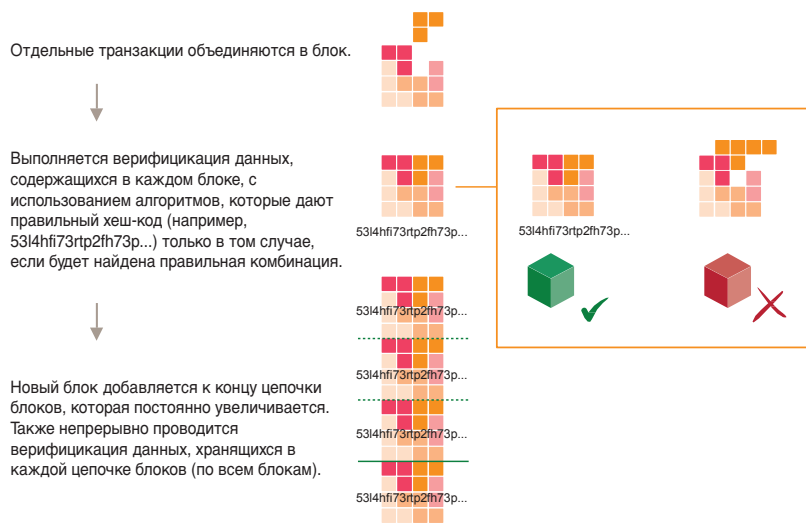 Отдельные транзакции объединяются в блок.
Выполняется верифицикация данных,
содержащихся в каждом блоке, с
использованием алгоритмов, которые дают
правильный хеш-код (например,
53l4hfi73rtp2fh73p...) только в том случае,
если будет найдена правильная комбинация.
53l4hfi73rtp2fh73p...
53l4hfi73rtp2fh73p...
Новый блок добавляется к концу цепочки
блоков, которая постоянно увеличивается.
Также непрерывно проводится
верифицикация данных, хранящихся в
каждой цепочке блоков (по всем блокам).
53l4hfi73rtp2fh73p...
53l4hfi73rtp2fh73p...
53l4hfi73rtp2fh73p...
53l4hfi73rtp2fh73p...